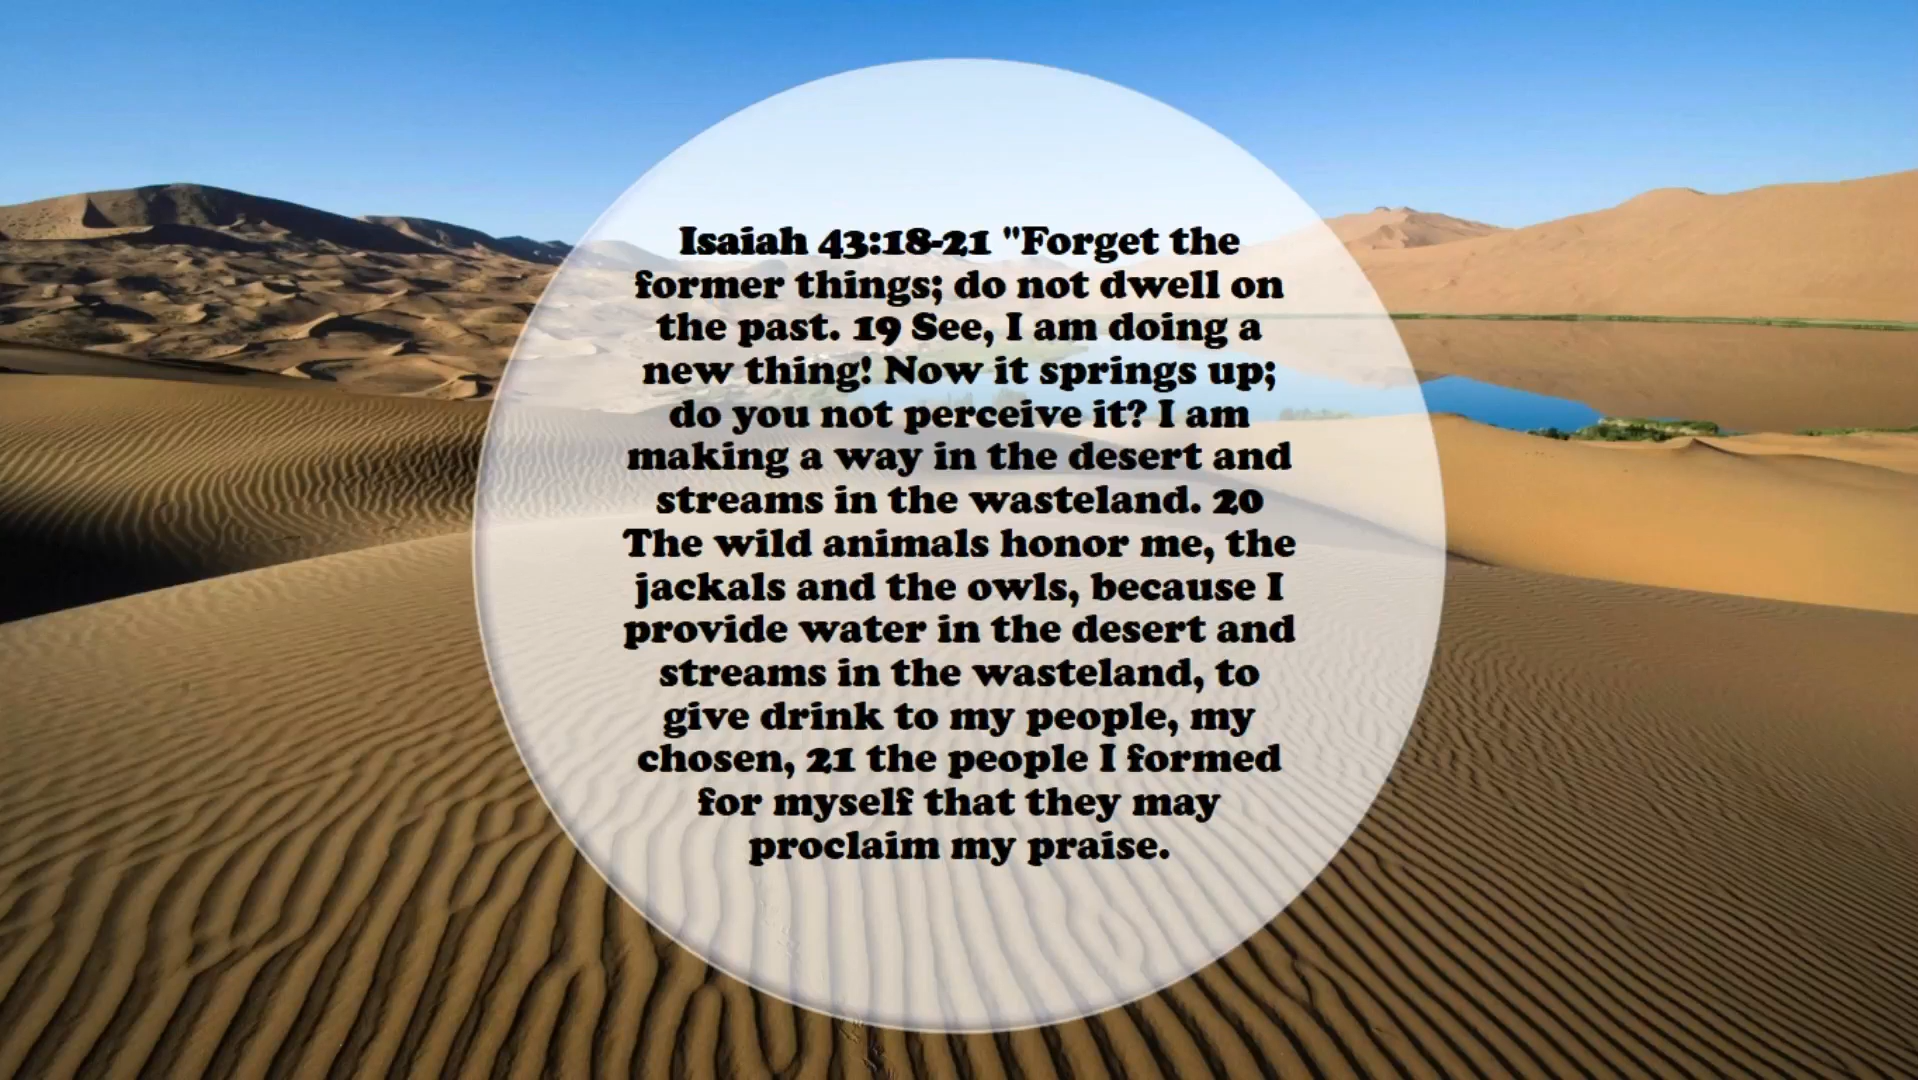 Isaiah 43:18-21 "Forget the
former things; do not dwell on
the past. 19 See, I am doing a
new thing! Now it springs up;
do you not perceive it? I am
making a way in the desert and
streams in the wasteland. 20
The wild animals honor me, the
jackals and the owls, because I
provide water in the desert and
streams in the wasteland, to
give drink to my people, my
chosen, 21 the people I formed
for myself that they may
proclaim my praise.